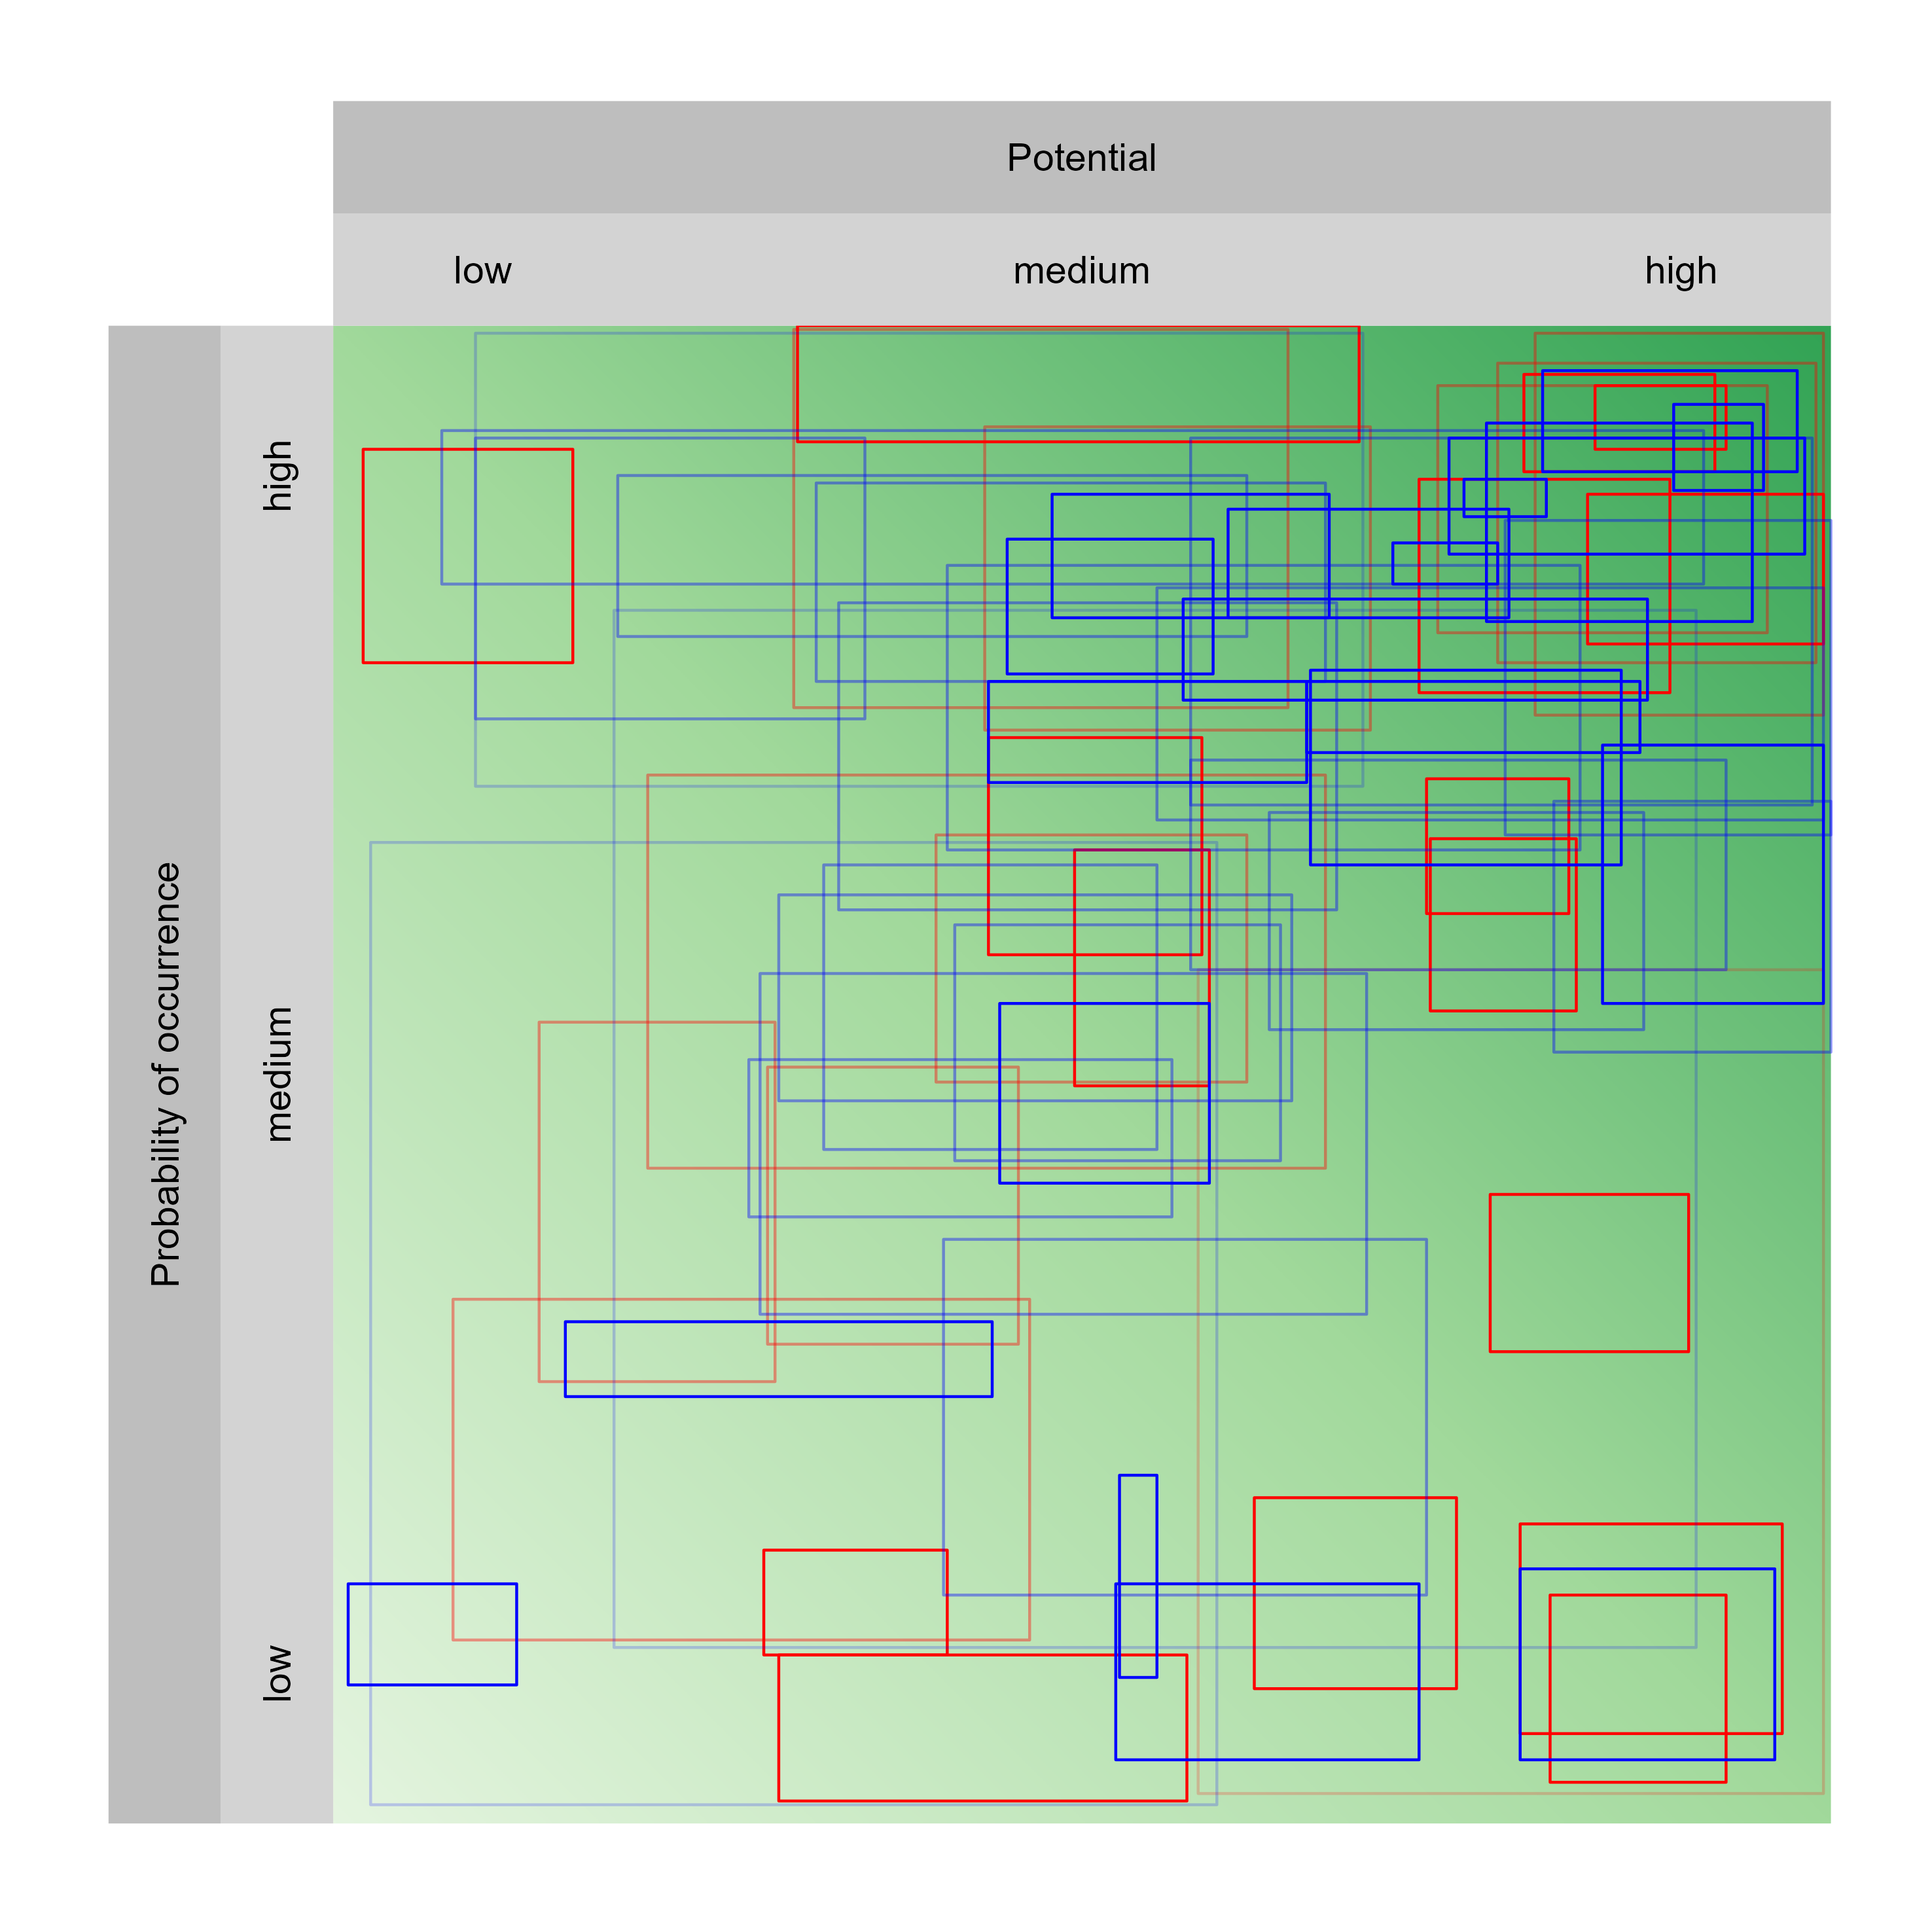 Potential
low
medium
high
Probability of occurrence
high
medium
low